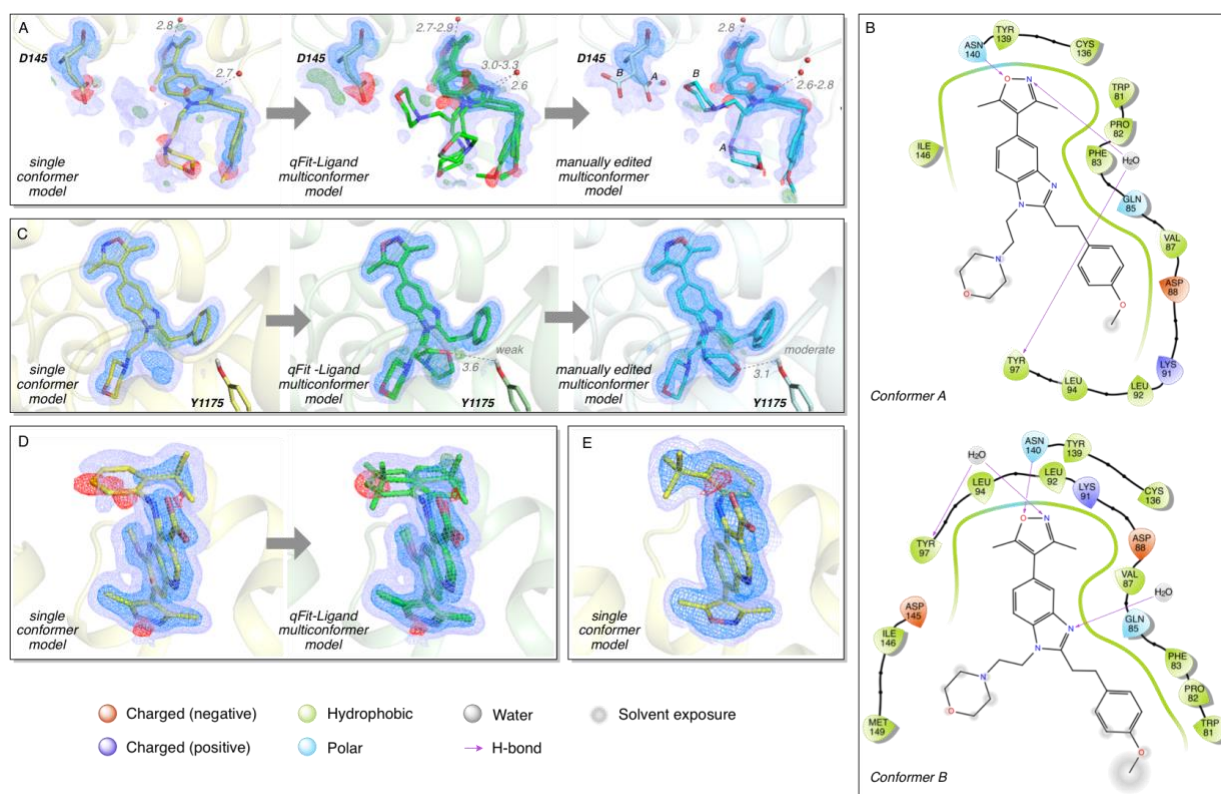 A
2.8
D145
2.7
single
conformer
model
2.7-2.9
3.0-3.3
2.6
qFit-Ligand
multiconformer
model
2.8
B
A
B
2.6-2.8
A
manually edited
multiconformer
model
C
single
conformer
model
Y1175
weak
3.6
qFit -Ligand
multiconformer
model
Y1175
moderate
3.1
manually edited
multiconformer
model
Y1175
D
single
conformer
model
qFit-Ligand
multiconformer
model
E
single
conformer
model
Charged (negative)
Hydrophobic
Water
Solvent exposure
Charged (positive)
Polar
H-bond
B
TYR
139
ASN
140
CYS
136
O
N
TRP
81
PRO
82
ILE
146
PHE
83
H₂O
N
GLN
85
N
VAL
87
N
ASP
88
O
O
LYS
91
TYR
97
LEU
94
LEU
92
Conformer A
ASN
140
TYR
139
H₂O
LEU
92
LEU
94
LYS
91
CYS
136
TYR
97
O
N
ASP
88
VAL
87
H₂O
ASP
145
GLN
85
ILE
146
N
N
PHE
83
N
PRO
82
O
MET
149
TRP
81
O
Conformer B